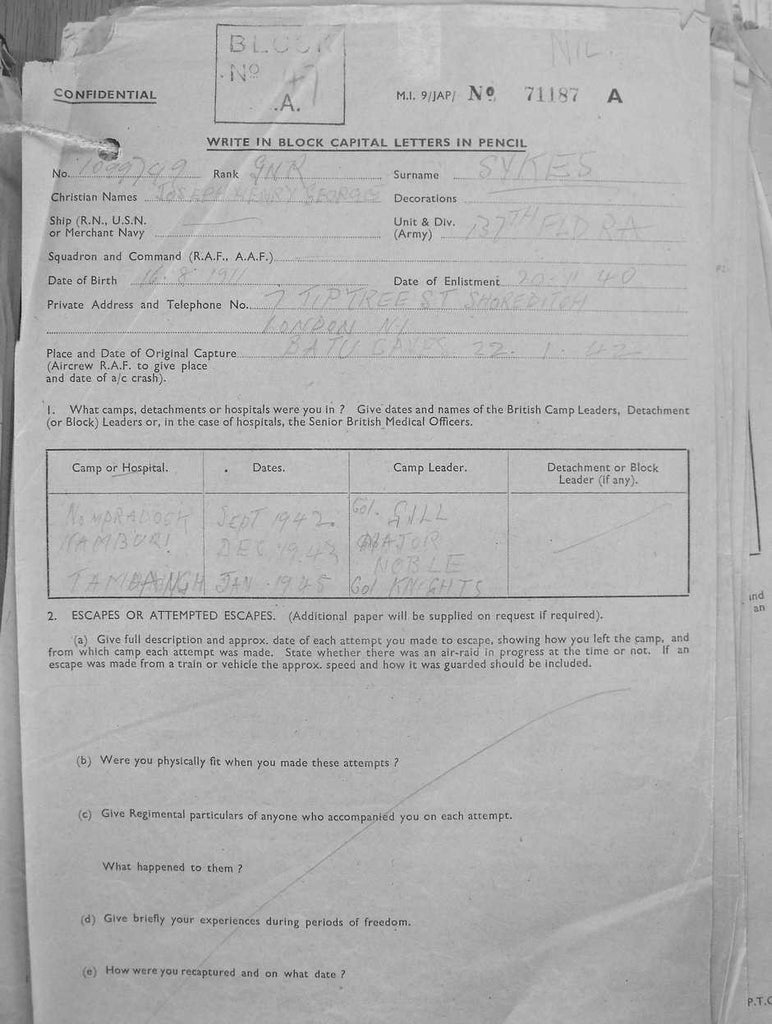 BLOCK
Nº 47
.A.
NIL.
CONFIDENTIAL
M.I. 9/JAP/ Nº 71187 A
WRITE IN BLOCK CAPITAL LETTERS IN PENCIL
No. 1099799 Rank GNR Surname SYKES
Christian Names JOSEPH HENRY GEORGE Decorations
Ship (R.N., U.S.N. Unit & Div.
or Merchant Navy (Army) 137TH FLD RA
Squadron and Command (R.A.F., A.A.F.)
Date of Birth 16.8.1911 Date of Enlistment 20-11 40
Private Address and Telephone No. 7 TIPTREE ST SHOREDITCH
LONDON N1
Place and Date of Original Capture BATU CAVES 22.1.42
(Aircrew R.A.F. to give place
and date of a/c crash).
1. What camps, detachments or hospitals were you in ? Give dates and names of the British Camp Leaders, Detachment
(or Block) Leaders or, in the case of hospitals, the Senior British Medical Officers.
Camp or Hospital. Dates. Camp Leader. Detachment or Block
Leader (if any).
NOMPRADOCK SEPT 1942. Col. GILL
KAMBURI DEC 1942 MAJOR
NOBLE
JAN 1945 Col KNIGHTS
2. ESCAPES OR ATTEMPTED ESCAPES. (Additional paper will be supplied on request if required).
(a) Give full description and approx. date of each attempt you made to escape, showing how you left the camp, and
from which camp each attempt was made. State whether there was an air-raid in progress at the time or not. If an
escape was made from a train or vehicle the approx. speed and how it was guarded should be included.
(b) Were you physically fit when you made these attempts ?
(c) Give Regimental particulars of anyone who accompanied you on each attempt.
What happened to them ?
(d) Give briefly your experiences during periods of freedom.
(e) How were you recaptured and on what date ?
ind
an
P.T.O